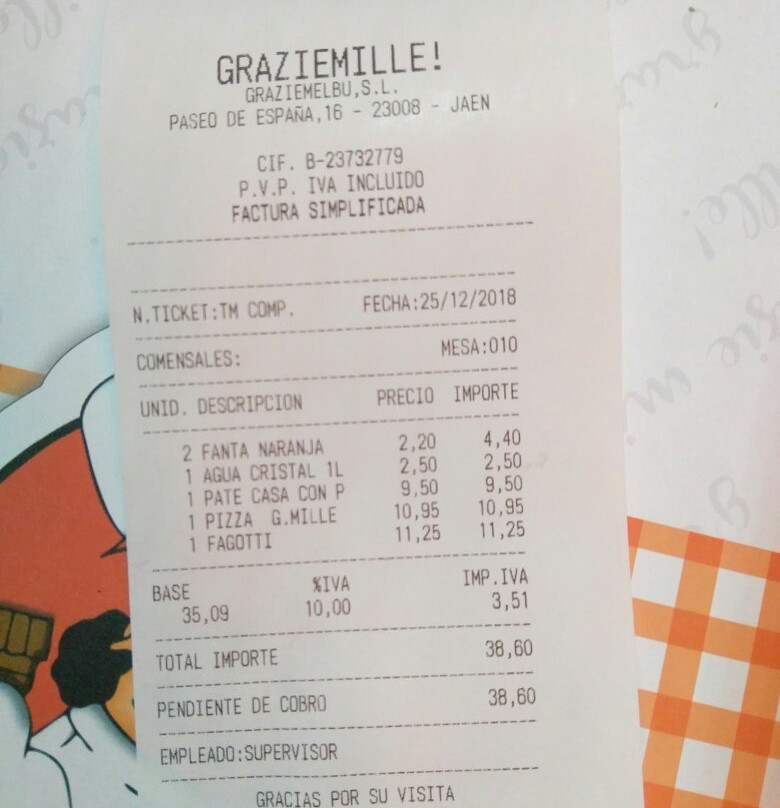 GRAZIEMILLE!
GRAZIEMELBU,S.L.
PASEO DE ESPAÑA,16 - 23008 - JAEN
CIF. B-23732779
P.V.P. IVA INCLUIDO
FACTURA SIMPLIFICADA
N.TICKET:TM COMP. FECHA:25/12/2018
COMENSALES: MESA:010
UNID. DESCRIPCION PRECIO IMPORTE
2 FANTA NARANJA 2,20 4,40
1 AGUA CRISTAL 1L 2,50 2,50
1 PATE CASA CON P 9,50 9,50
1 PIZZA G.MILLE 10,95 10,95
1 FAGOTTI 11,25 11,25
BASE %IVA IMP.IVA
35,09 10,00 3,51
TOTAL IMPORTE 38,60
PENDIENTE DE COBRO 38,60
EMPLEADO:SUPERVISOR
GRACIAS POR SU VISITA